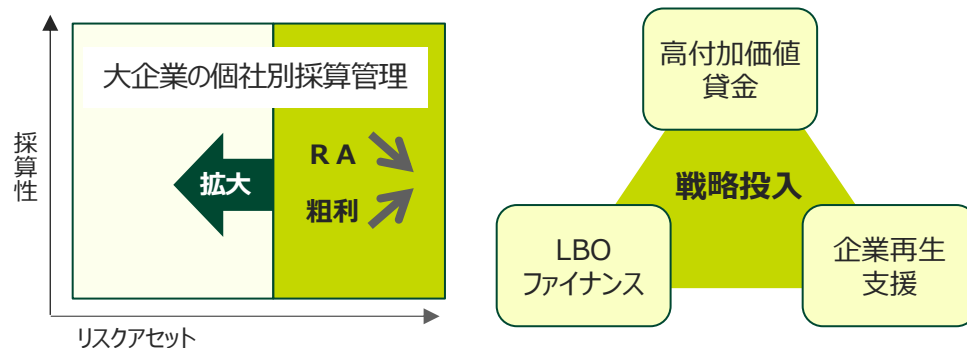 大企業の個社別採算管理
採算性
拡大
ＲＡ
粗利
リスクアセット
高付加価値
貸金
戦略投入
LBO
ファイナンス
企業再生
支援